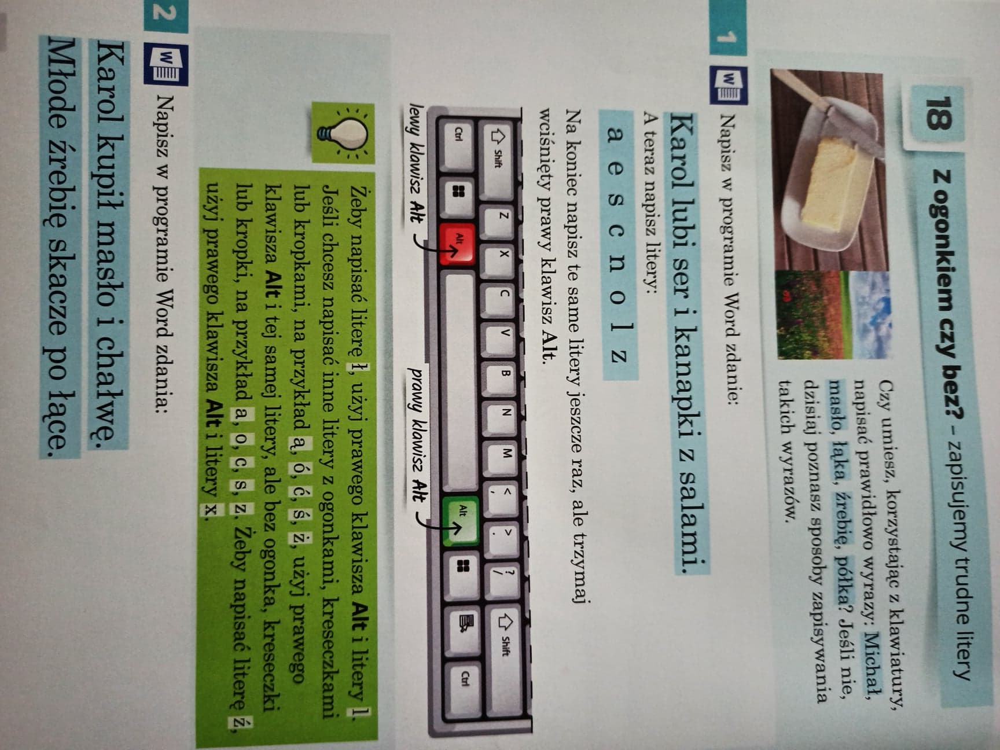 18 Z ogonkiem czy bez? – zapisujemy trudne litery
Czy umiesz, korzystając z klawiatury,
napisać prawidłowo wyrazy: Michał,
masło, łąka, źrebię, półka? Jeśli nie,
dzisiaj poznasz sposoby zapisywania
takich wyrazów.
1 W Napisz w programie Word zdanie:
Karol lubi ser i kanapki z salami.
A teraz napisz litery:
a e s c n o l z
Na koniec napisz te same litery jeszcze raz, ale trzymaj
wciśnięty prawy klawisz Alt.
Shift Z X C V B N M < , > . ? / Shift
Ctrl Alt Alt Ctrl
lewy klawisz Alt prawy klawisz Alt
Żeby napisać literę ł, użyj prawego klawisza Alt i litery l.
Jeśli chcesz napisać inne litery z ogonkami, kreseczkami
lub kropkami, na przykład ą, ó, ć, ś, ż, użyj prawego
klawisza Alt i tej samej litery, ale bez ogonka, kreseczki
lub kropki, na przykład a, o, c, s, z. Żeby napisać literę ź,
użyj prawego klawisza Alt i litery x.
2 W Napisz w programie Word zdania:
Karol kupił masło i chałwę.
Młode źrebię skacze po łące.